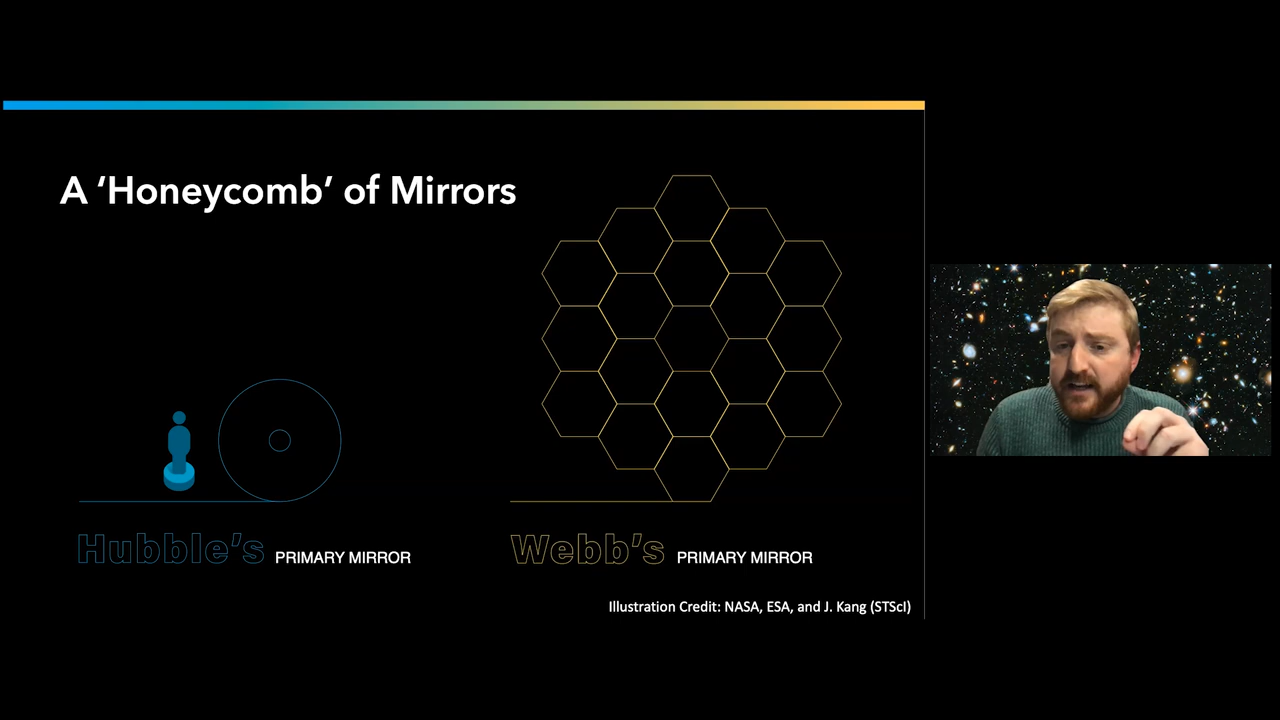 A ‘Honeycomb’ of Mirrors
Hubble’s PRIMARY MIRROR
Webb’s PRIMARY MIRROR
Illustration Credit: NASA, ESA, and J. Kang (STScI)